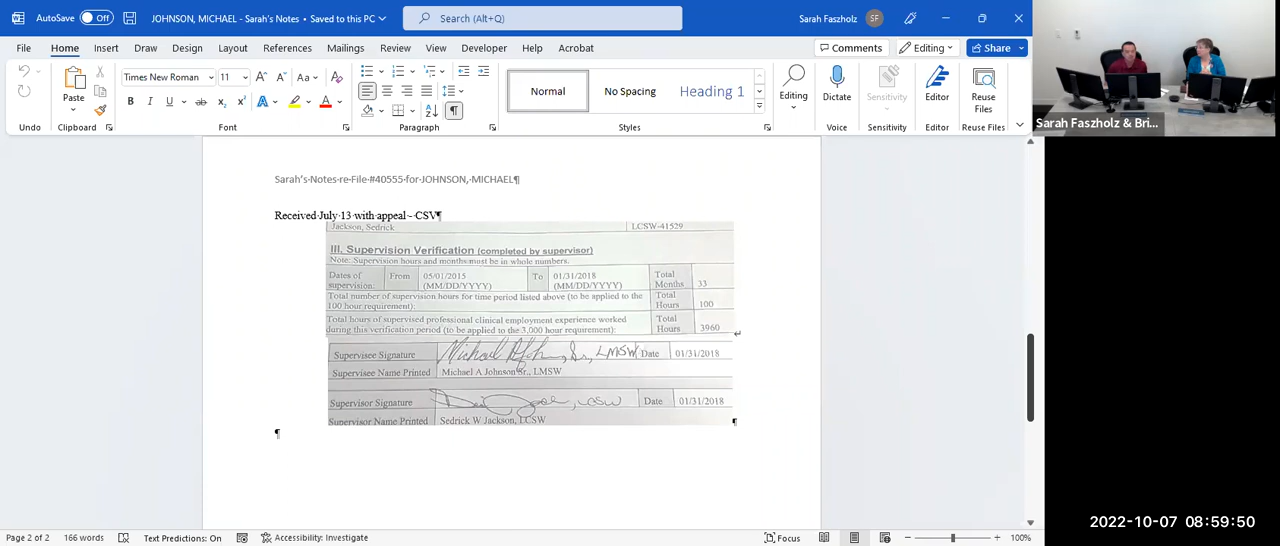 AutoSave Off JOHNSON, MICHAEL - Sarah's Notes • Saved to this PC Search (Alt+Q) Sarah Faszholz SF
File Home Insert Draw Design Layout References Mailings Review View Developer Help Acrobat Comments Editing Share
Paste Times New Roman 11 Aa Normal No Spacing Heading 1 Editing Dictate Sensitivity Editor Reuse Files
Undo Clipboard Font Paragraph Styles Voice Sensitivity Editor Reuse Files
Sarah Faszholz & Bri...
Sarah's·Notes·re·File·#40555·for·JOHNSON,·MICHAEL¶
Received·July·13·with·appeal·-·CSV¶
Jackson, Sedrick LCSW-41529
III. Supervision Verification (completed by supervisor)
Note: Supervision hours and months must be in whole numbers.
Dates of supervision: From 05/01/2015 (MM/DD/YYYY) To 01/31/2018 (MM/DD/YYYY) Total Months 33
Total number of supervision hours for time period listed above (to be applied to the 100 hour requirement): Total Hours 100
Total hours of supervised professional clinical employment experience worked during this verification period (to be applied to the 3,000 hour requirement): Total Hours 3960
Supervisee Signature Michael A Johnson, Sr., LMSW Date 01/31/2018
Supervisee Name Printed Michael A Johnson Sr., LMSW
Supervisor Signature , LCSW Date 01/31/2018
Supervisor Name Printed Sedrick W Jackson, LCSW
¶
2022-10-07 08:59:50
Page 2 of 2 166 words Text Predictions: On Accessibility: Investigate Focus 100%